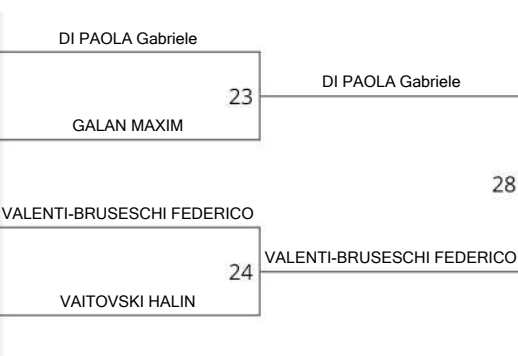 DI PAOLA Gabriele
DI PAOLA Gabriele
23
GALAN MAXIM
28
VALENTI-BRUSESCHI FEDERICO
VALENTI-BRUSESCHI FEDERICO
24
VAITOVSKI HALIN